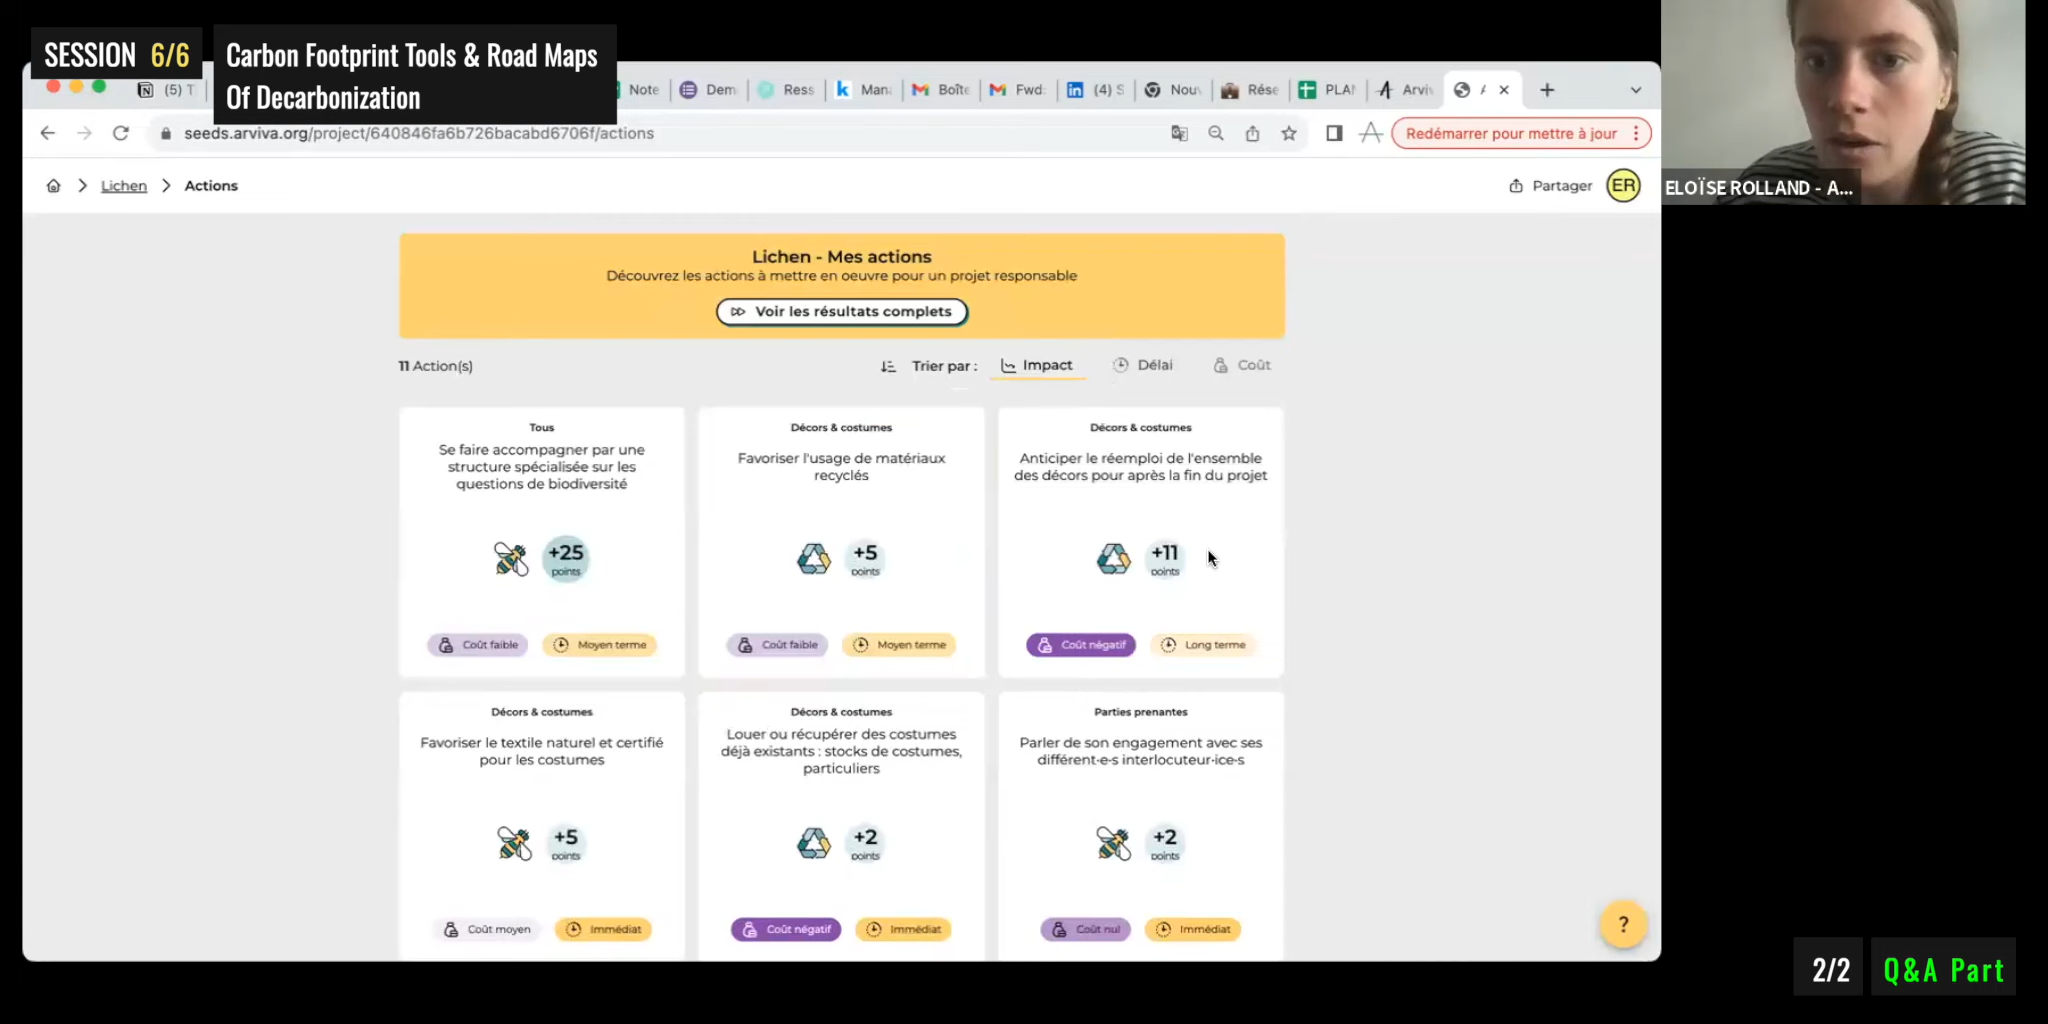 SESSION 6/6
Carbon Footprint Tools & Road Maps
Of Decarbonization
(5) T
Note
Dem
Ress
Man
Boîte
Fwd:
(4) S
Nou
Rése
PLAI
Arviv
seeds.arviva.org/project/640846fa6b726bacabd6706f/actions
Redémarrer pour mettre à jour
Lichen
Actions
Partager
ER
ELOÏSE ROLLAND - A...
Lichen - Mes actions
Découvrez les actions à mettre en oeuvre pour un projet responsable
Voir les résultats complets
11 Action(s)
Trier par :
Impact
Délai
Coût
Tous
Se faire accompagner par une
structure spécialisée sur les
questions de biodiversité
+25
points
Coût faible
Moyen terme
Décors & costumes
Favoriser l'usage de matériaux
recyclés
+5
points
Coût faible
Moyen terme
Décors & costumes
Anticiper le réemploi de l'ensemble
des décors pour après la fin du projet
+11
points
Coût négatif
Long terme
Décors & costumes
Favoriser le textile naturel et certifié
pour les costumes
+5
points
Coût moyen
Immédiat
Décors & costumes
Louer ou récupérer des costumes
déjà existants : stocks de costumes,
particuliers
+2
points
Coût négatif
Immédiat
Parties prenantes
Parler de son engagement avec ses
différent·e·s interlocuteur·ice·s
+2
points
Coût nul
Immédiat
?
2/2
Q&A Part